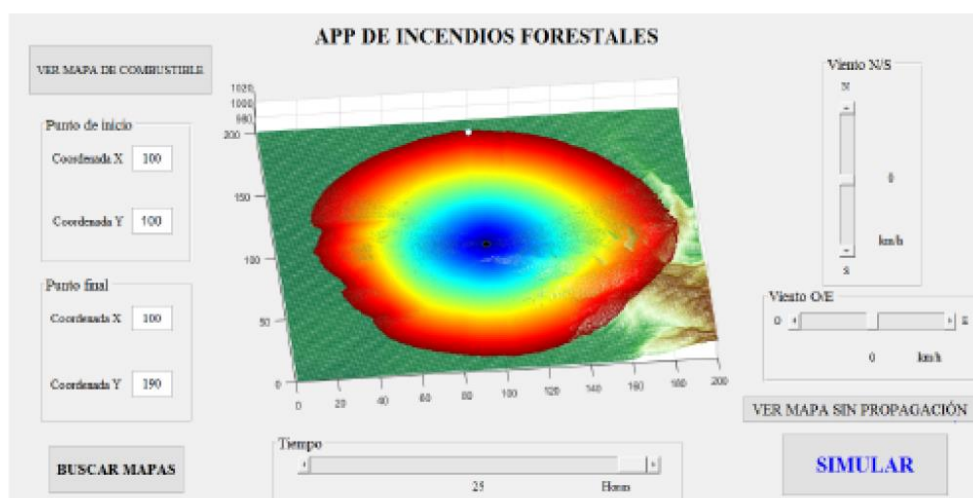 APP DE INCENDIOS FORESTALES
VER MAPA DE COMBUSTIBLE
Punto de inicio
Coordenada X 100
Coordenada Y 100
Punto final
Coordenada X 100
Coordenada Y 190
BUSCAR MAPAS
1020
1000
980
200
150
100
50
0
0 20 40 60 80 100 120 140 160 180 200
Tiempo
25 Horas
Viento N/S
N
0
km/h
S
Viento O/E
O E
0 km/h
VER MAPA SIN PROPAGACIÓN
SIMULAR